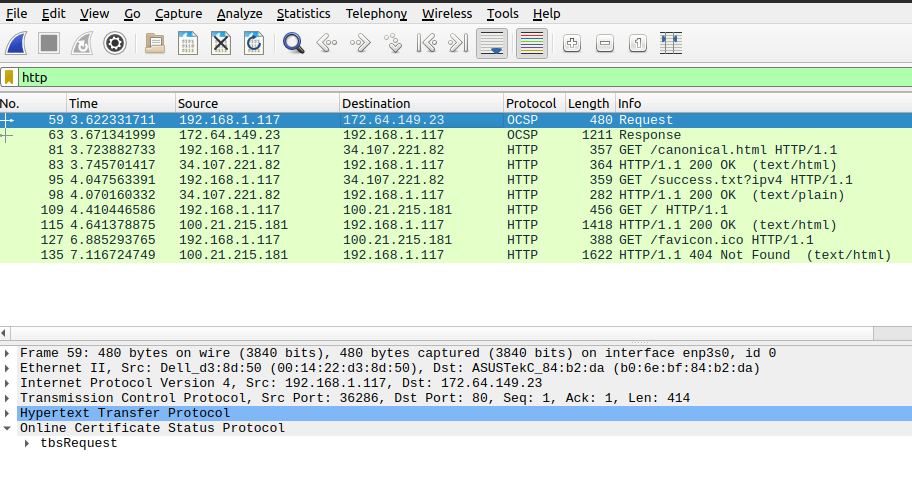 File Edit View Go Capture Analyze Statistics Telephony Wireless Tools Help
http
No. Time Source Destination Protocol Length Info
59 3.622331711 192.168.1.117 172.64.149.23 OCSP 480 Request
63 3.671341999 172.64.149.23 192.168.1.117 OCSP 1211 Response
81 3.723882733 192.168.1.117 34.107.221.82 HTTP 357 GET /canonical.html HTTP/1.1
83 3.745701417 34.107.221.82 192.168.1.117 HTTP 364 HTTP/1.1 200 OK (text/html)
95 4.047563391 192.168.1.117 34.107.221.82 HTTP 359 GET /success.txt?ipv4 HTTP/1.1
98 4.070160332 34.107.221.82 192.168.1.117 HTTP 282 HTTP/1.1 200 OK (text/plain)
109 4.410446586 192.168.1.117 100.21.215.181 HTTP 456 GET / HTTP/1.1
115 4.641378875 100.21.215.181 192.168.1.117 HTTP 1418 HTTP/1.1 200 OK (text/html)
127 6.885293765 192.168.1.117 100.21.215.181 HTTP 388 GET /favicon.ico HTTP/1.1
135 7.116724749 100.21.215.181 192.168.1.117 HTTP 1622 HTTP/1.1 404 Not Found (text/html)
Frame 59: 480 bytes on wire (3840 bits), 480 bytes captured (3840 bits) on interface enp3s0, id 0
Ethernet II, Src: Dell_d3:8d:50 (00:14:22:d3:8d:50), Dst: ASUSTekC_84:b2:da (b0:6e:bf:84:b2:da)
Internet Protocol Version 4, Src: 192.168.1.117, Dst: 172.64.149.23
Transmission Control Protocol, Src Port: 36286, Dst Port: 80, Seq: 1, Ack: 1, Len: 414
Hypertext Transfer Protocol
Online Certificate Status Protocol
tbsRequest